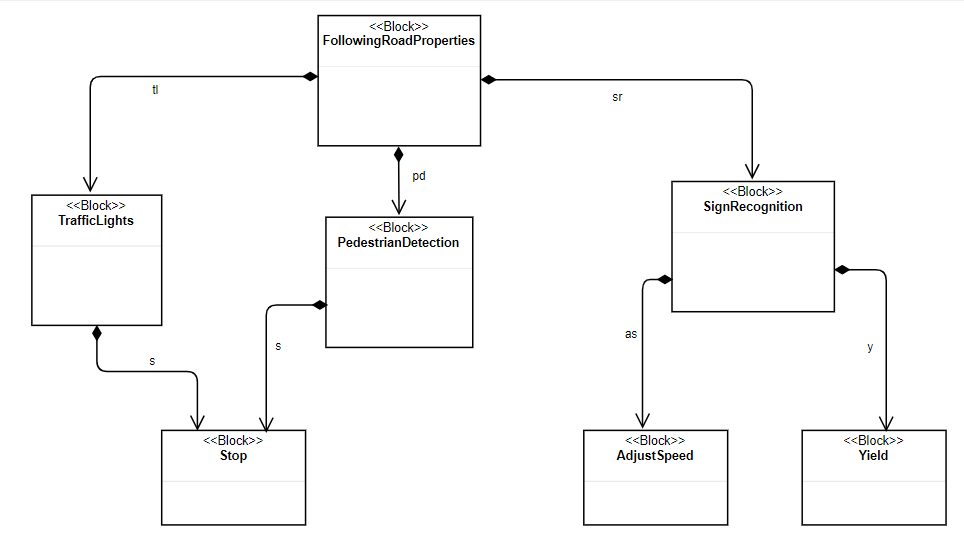 <<Block>>
FollowingRoadProperties
tl
sr
pd
<<Block>>
TrafficLights
<<Block>>
PedestrianDetection
<<Block>>
SignRecognition
s
s
as
y
<<Block>>
Stop
<<Block>>
AdjustSpeed
<<Block>>
Yield